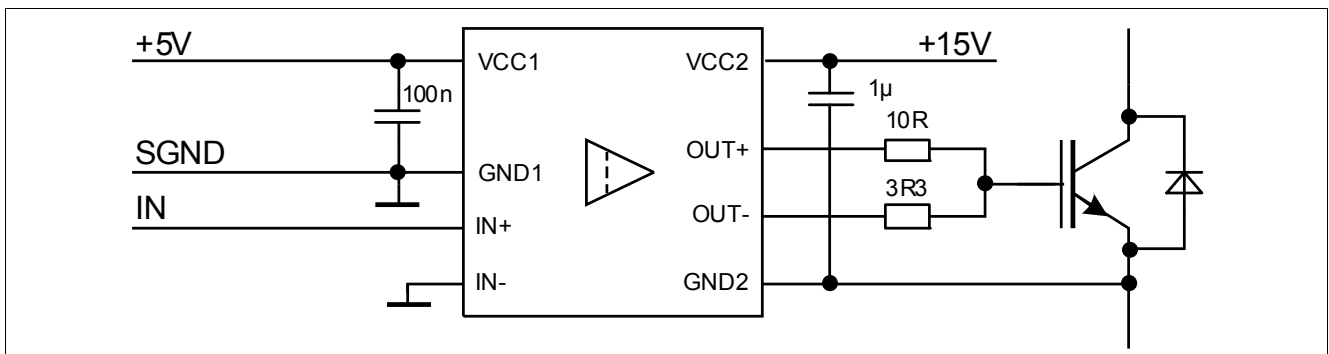 +5V
VCC1
VCC2
+15V
100n
1µ
10R
SGND
GND1
OUT+
IN
3R3
IN+
OUT-
IN-
GND2